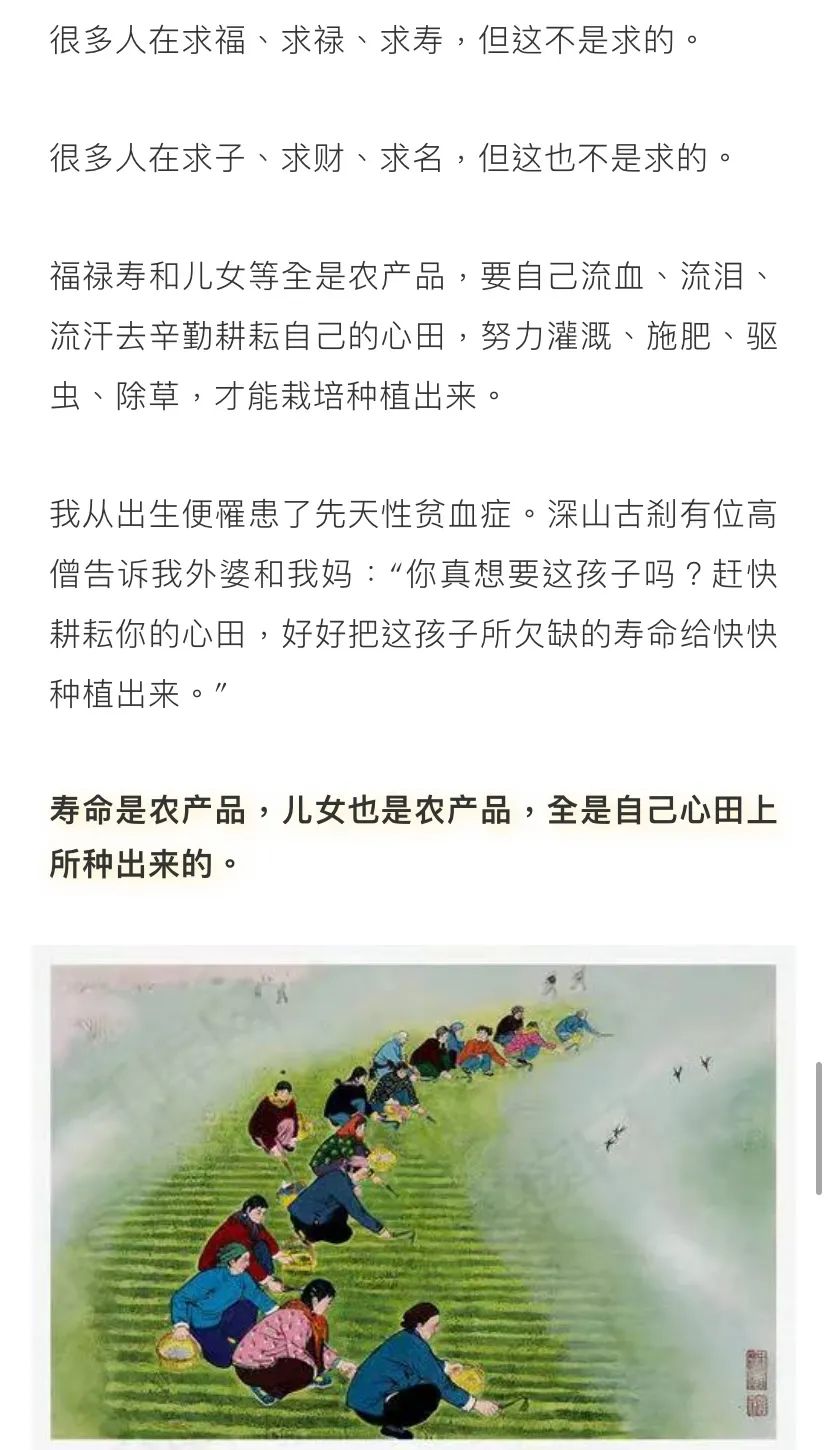 很多人在求福、求禄、求寿，但这不是求的。
很多人在求子、求财、求名，但这也不是求的。
福禄寿和儿女等全是农产品，要自己流血、流泪、
流汗去辛勤耕耘自己的心田，努力灌溉、施肥、驱
虫、除草，才能栽培种植出来。
我从出生便罹患了先天性贫血症。深山古刹有位高
僧告诉我外婆和我妈：“你真想要这孩子吗？赶快
耕耘你的心田，好好把这孩子所欠缺的寿命给快快
种植出来。”
寿命是农产品，儿女也是农产品，全是自己心田上
所种出来的。